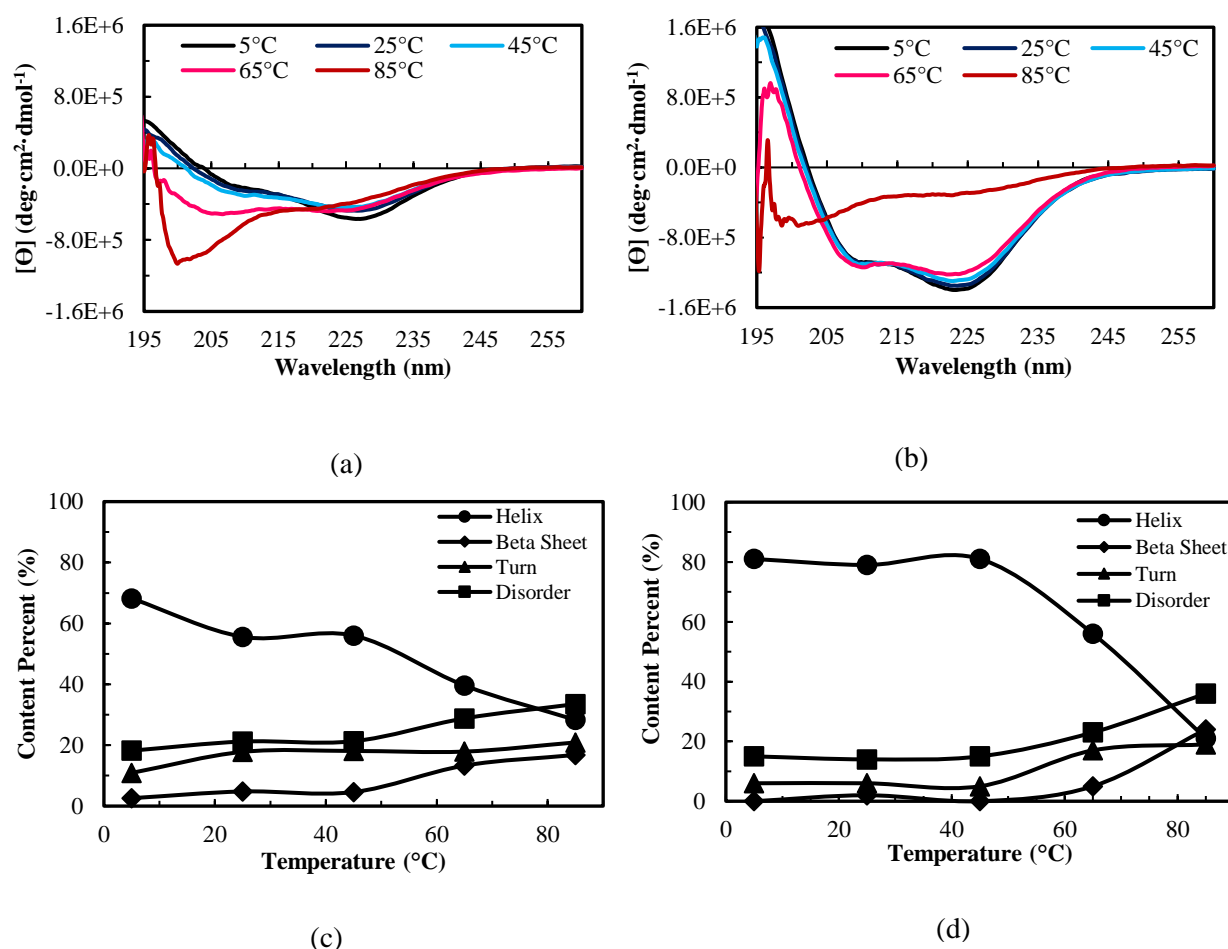 1.6E+6
5°C 25°C 45°C
65°C 85°C
8.0E+5
0.0E+0
-8.0E+5
-1.6E+6
[Θ] (deg·cm²·dmol⁻¹)
195 205 215 225 235 245 255
Wavelength (nm)
(a)
1.6E+6
5°C 25°C 45°C
65°C 85°C
8.0E+5
0.0E+0
-8.0E+5
-1.6E+6
[Θ] (deg·cm²·dmol⁻¹)
195 205 215 225 235 245 255
Wavelength (nm)
(b)
100
80
60
40
20
0
Content Percent (%)
Helix
Beta Sheet
Turn
Disorder
0 20 40 60 80
Temperature (°C)
(c)
100
80
60
40
20
0
Content Percent (%)
Helix
Beta Sheet
Turn
Disorder
0 20 40 60 80
Temperature (°C)
(d)